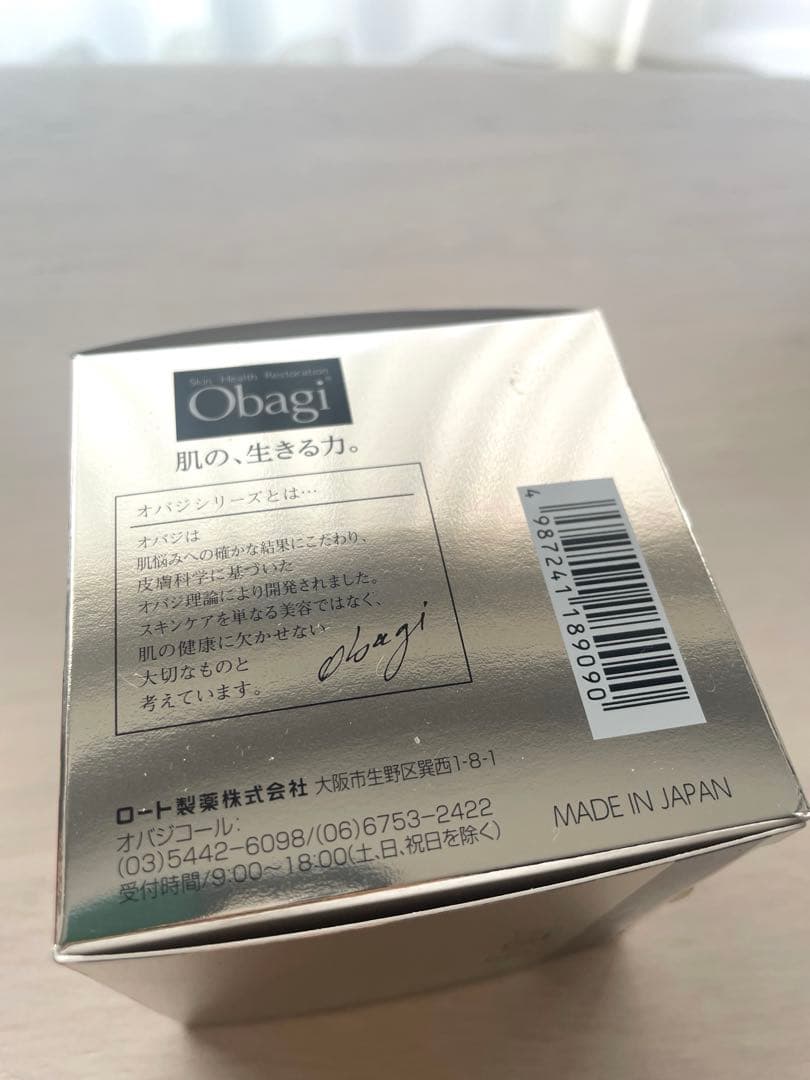 Skin Health Restoration
Obagi
肌の、生きる力。
オバジシリーズとは…
オバジは
肌悩みへの確かな結果にこだわり、
皮膚科学に基づいた
オバジ理論により開発されました。
スキンケアを単なる美容ではなく、
肌の健康に欠かせない
大切なものと
考えています。
obagi
4 987241 189090
ロート製薬株式会社 大阪市生野区巽西1-8-1
オバジコール:
(03)5442-6098/(06)6753-2422
受付時間/9:00～18:00(土、日、祝日を除く)
MADE IN JAPAN